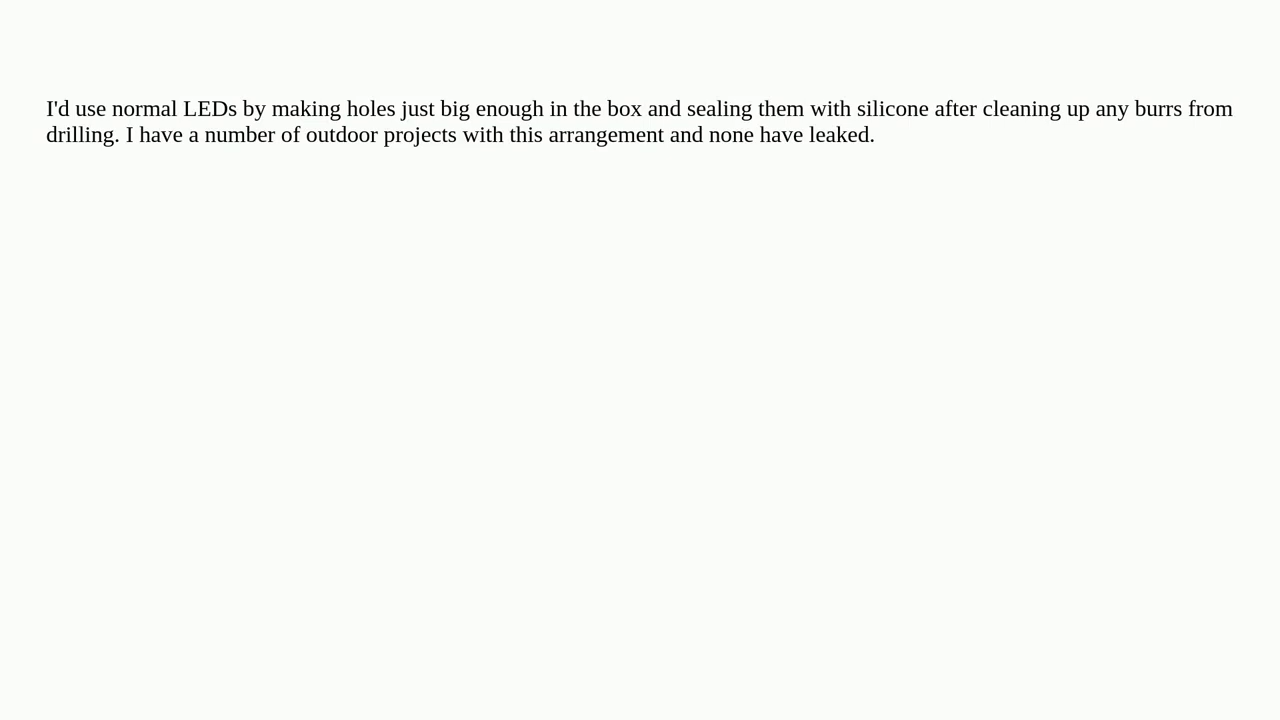 I'd use normal LEDs by making holes just big enough in the box and sealing them with silicone after cleaning up any burrs from
drilling. I have a number of outdoor projects with this arrangement and none have leaked.